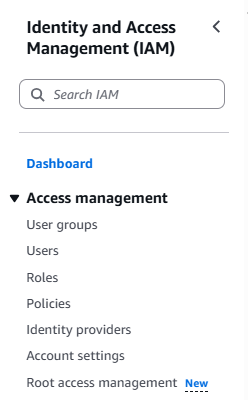 Identity and Access
Management (IAM)
Search IAM
Dashboard
Access management
User groups
Users
Roles
Policies
Identity providers
Account settings
Root access management New